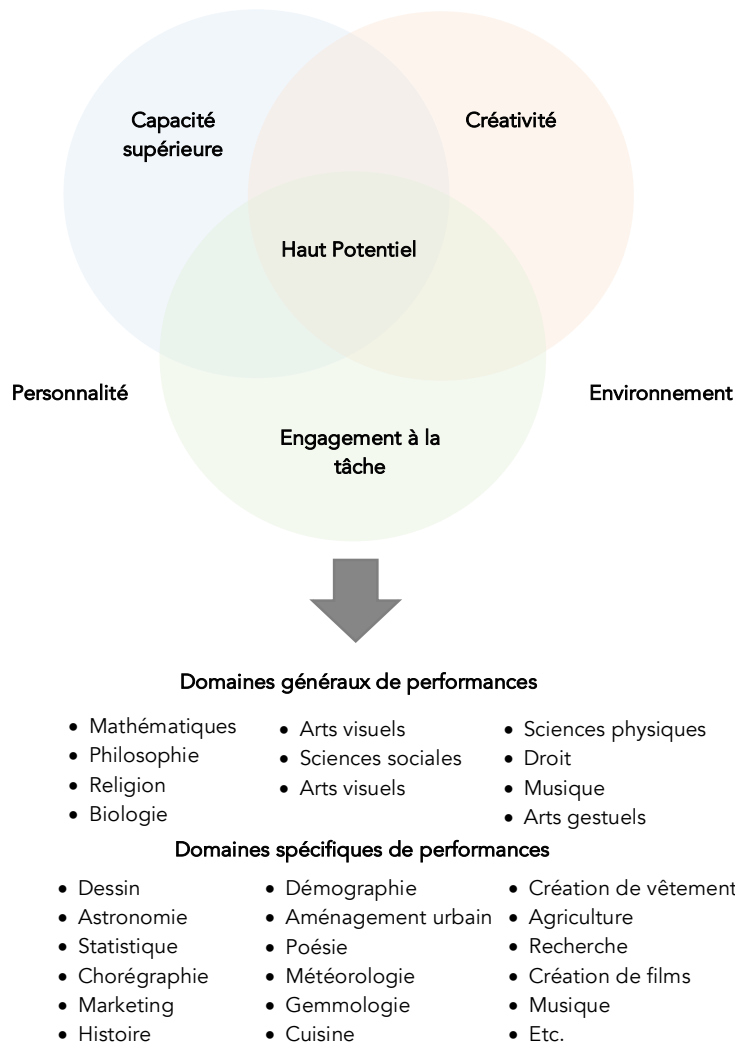 Capacité
supérieure
Créativité
Haut Potentiel
Personnalité
Environnement
Engagement à la
tâche
Domaines généraux de performances
• Mathématiques
• Philosophie
• Religion
• Biologie
• Arts visuels
• Sciences sociales
• Arts visuels
• Sciences physiques
• Droit
• Musique
• Arts gestuels
Domaines spécifiques de performances
• Dessin
• Astronomie
• Statistique
• Chorégraphie
• Marketing
• Histoire
• Démographie
• Aménagement urbain
• Poésie
• Météorologie
• Gemmologie
• Cuisine
• Création de vêtement
• Agriculture
• Recherche
• Création de films
• Musique
• Etc.